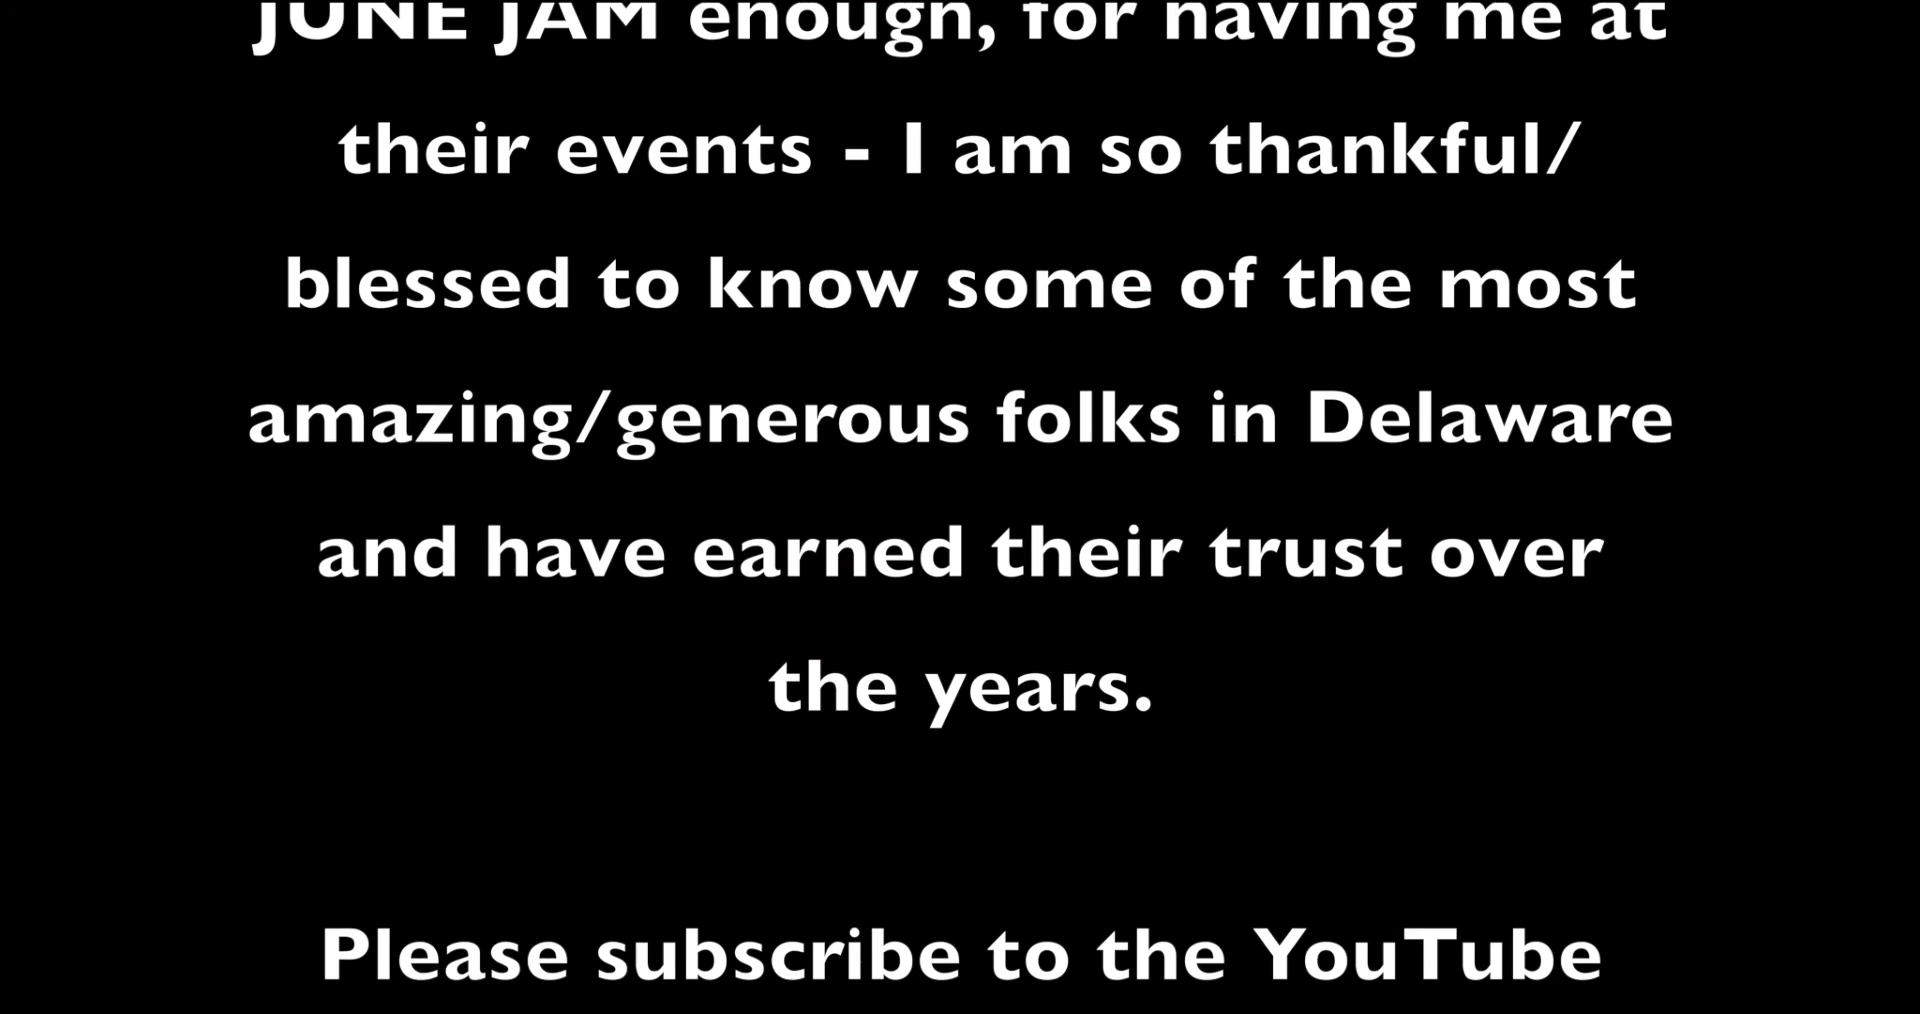 JUNE JAM enough, for having me at
their events - I am so thankful/
blessed to know some of the most
amazing/generous folks in Delaware
and have earned their trust over
the years.
Please subscribe to the YouTube